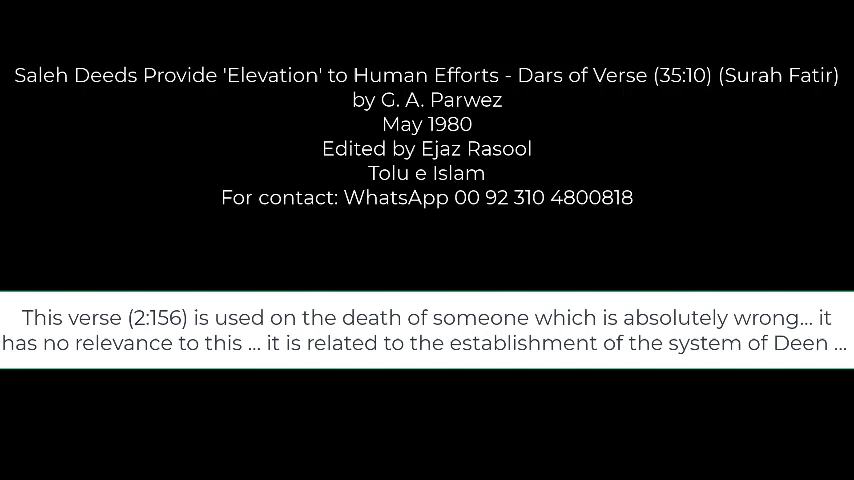 Saleh Deeds Provide 'Elevation' to Human Efforts - Dars of Verse (35:10) (Surah Fatir)
by G. A. Parwez
May 1980
Edited by Ejaz Rasool
Tolu e Islam
For contact: WhatsApp 00 92 310 4800818
This verse (2:156) is used on the death of someone which is absolutely wrong... it
has no relevance to this ... it is related to the establishment of the system of Deen ...